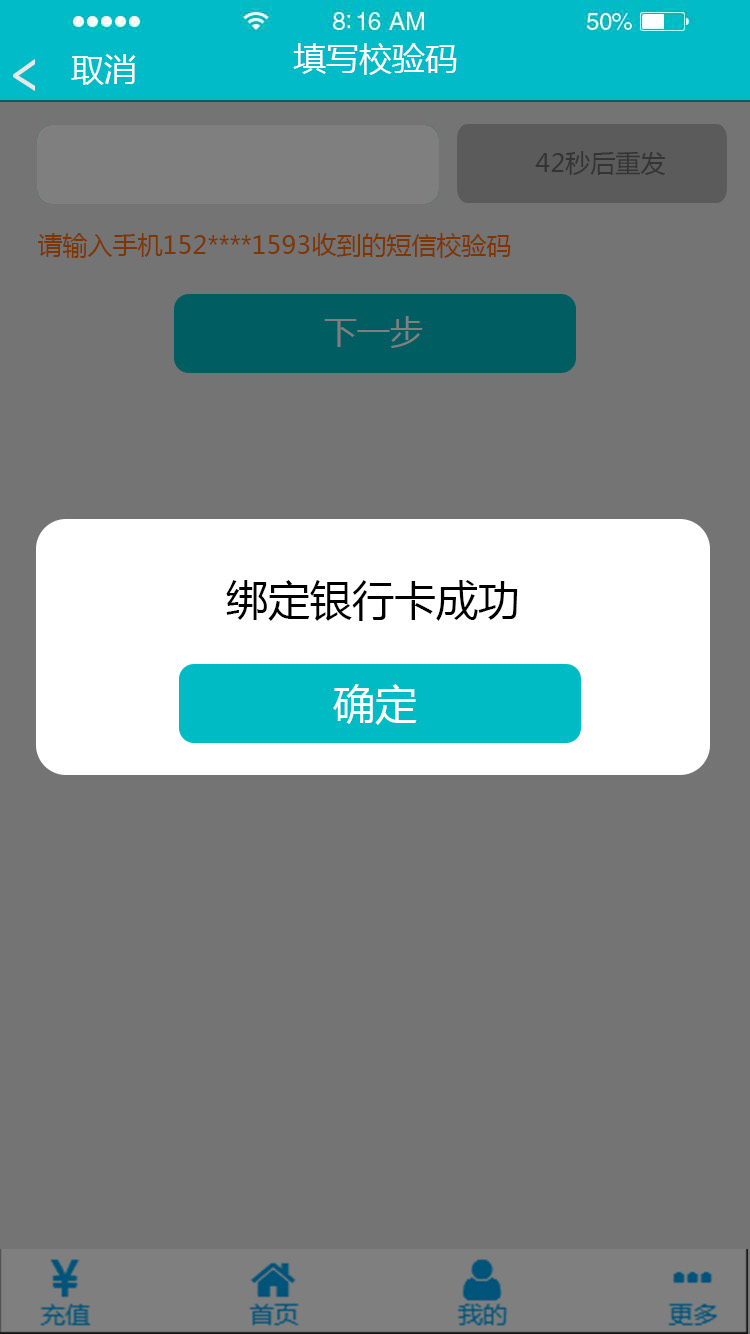 8:16 AM
50%
取消
填写校验码
42秒后重发
请输入手机152****1593收到的短信校验码
下一步
绑定银行卡成功
确定
充值
首页
我的
更多